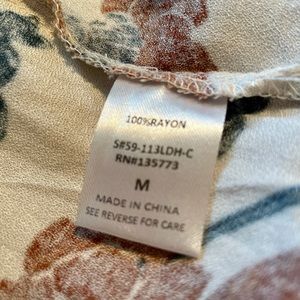 100%RAYON
S#59-113LDH-C
RN#135773
M
MADE IN CHINA
SEE REVERSE FOR CARE